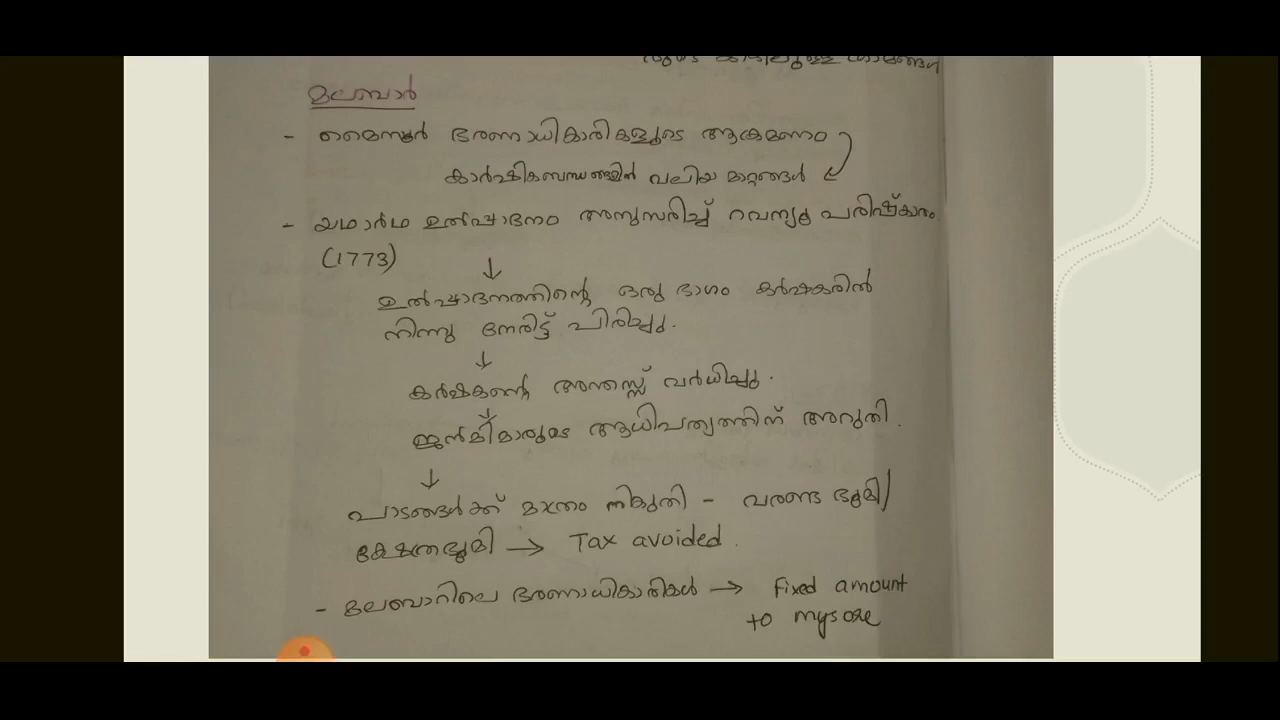 മലബാർ
- മൈസൂർ ഭരണാധികാരികളുടെ ആക്രമണം
കാർഷികബന്ധങ്ങളിൽ വലിയ മാറ്റങ്ങൾ
- യഥാർഥ ഉൽപ്പാദനം അനുസരിച്ച് റവന്യൂ പരിഷ്കാരം
(1773) ↓
ഉൽപ്പാദനത്തിന്റെ ഒരു ഭാഗം കർഷകരിൽ
നിന്നു നേരിട്ട് പിരിച്ചു.
↓
കർഷകന്റെ അന്തസ്സ് വർധിച്ചു.
ജൻമിമാരുടെ ആധിപത്യത്തിന് അറുതി.
↓
പാടങ്ങൾക്ക് മാത്രം നികുതി - വരണ്ട ഭൂമി/
ക്ഷേത്രഭൂമി → Tax avoided.
- മലബാറിലെ ഭരണാധികാരികൾ → Fixed amount
to mysore